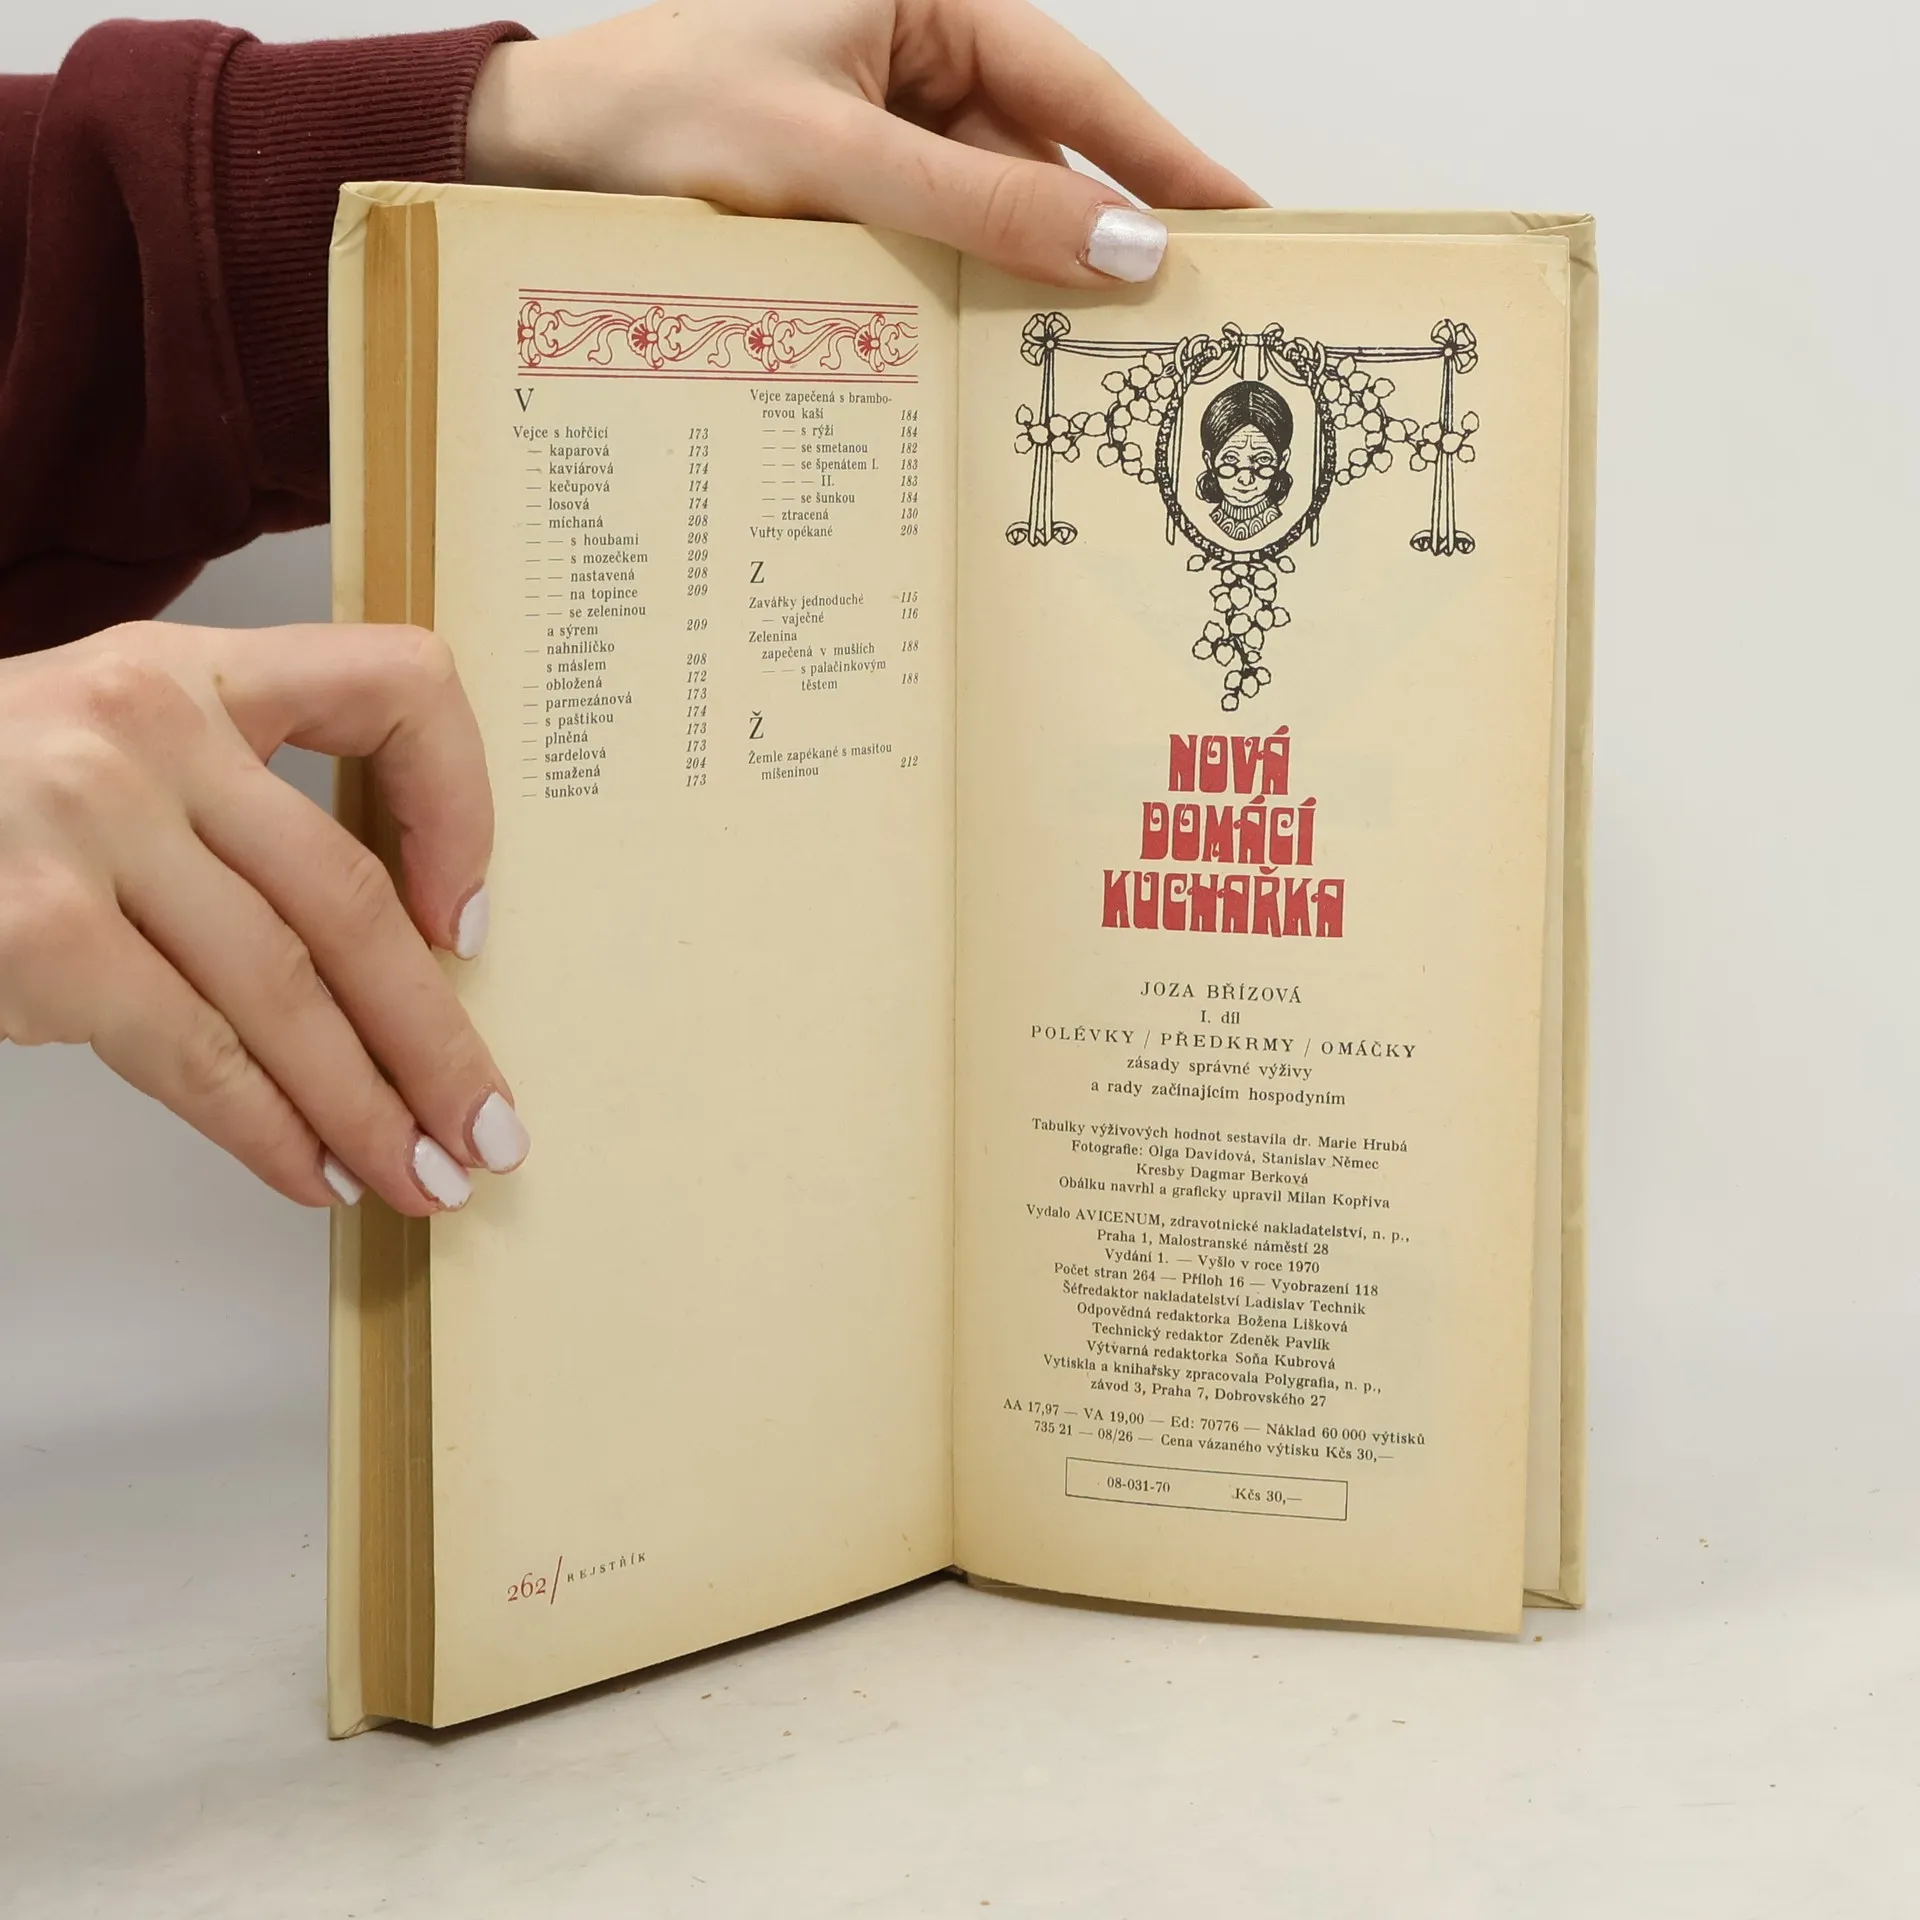 V
Vejce s hořčicí 173
— kaparová 173
— kaviárová 174
— kečupová 174
— losová 174
— míchaná 208
— — s houbami 208
— — s mozečkem 209
— — nastavená 208
— — na topince 209
— — se zeleninou
a sýrem 209
— nahniličko
s máslem 208
— obložená 172
— parmezánová 173
— s paštikou 174
— plněná 173
— sardelová 173
— smažená 204
— šunková 173
Vejce zapečená s brambo-
rovou kaší 184
— — s rýží 184
— — se smetanou 182
— — se špenátem I. 183
— — — II. 183
— — se šunkou 184
— ztracená 130
Vuřty opékané 208
Z
Zavářky jednoduché 115
— vaječné 116
Zelenina
zapečená v mušlích 188
— — s palačinkovým
těstem 188
Ž
Žemle zapékané s masitou
míšeninou 212
262/REJSTŘÍK
NOVÁ
DOMÁCÍ
KUCHAŘKA
JOZA BŘÍZOVÁ
I. díl
POLÉVKY / PŘEDKRMY / OMÁČKY
zásady správné výživy
a rady začínajícím hospodyním
Tabulky výživových hodnot sestavila dr. Marie Hrubá
Fotografie: Olga Davidová, Stanislav Němec
Kresby Dagmar Berková
Obálku navrhl a graficky upravil Milan Kopřiva
Vydalo AVICENUM, zdravotnické nakladatelství, n. p.,
Praha 1, Malostranské náměstí 28
Vydání 1. — Vyšlo v roce 1970
Počet stran 264 — Příloh 16 — Vyobrazení 118
Šéfredaktor nakladatelství Ladislav Technik
Odpovědná redaktorka Božena Lišková
Technický redaktor Zdeněk Pavlík
Výtvarná redaktorka Soňa Kubrová
Vytiskla a knihařsky zpracovala Polygrafia, n. p.,
závod 3, Praha 7, Dobrovského 27
AA 17,97 — VA 19,00 — Ed: 70776 — Náklad 60 000 výtisků
735 21 — 08/26 — Cena vázaného výtisku Kčs 30,—
08-031-70 Kčs 30,—